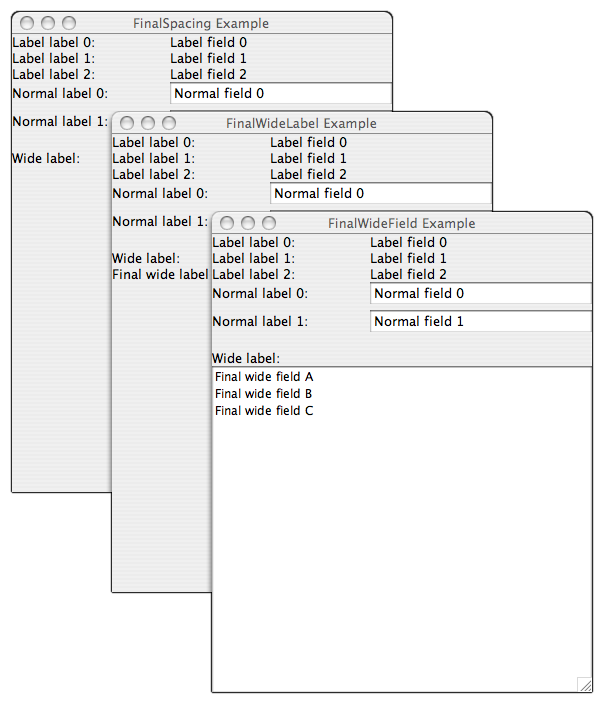 FinalSpacing Example
Label label 0: Label field 0
Label label 1: Label field 1
Label label 2: Label field 2
Normal label 0: Normal field 0
Normal label 1:
Wide label:
FinalWideLabel Example
Label label 0: Label field 0
Label label 1: Label field 1
Label label 2: Label field 2
Normal label 0: Normal field 0
Normal label 1:
Wide label:
Final wide label
FinalWideField Example
Label label 0: Label field 0
Label label 1: Label field 1
Label label 2: Label field 2
Normal label 0: Normal field 0
Normal label 1: Normal field 1
Wide label:
Final wide field A
Final wide field B
Final wide field C